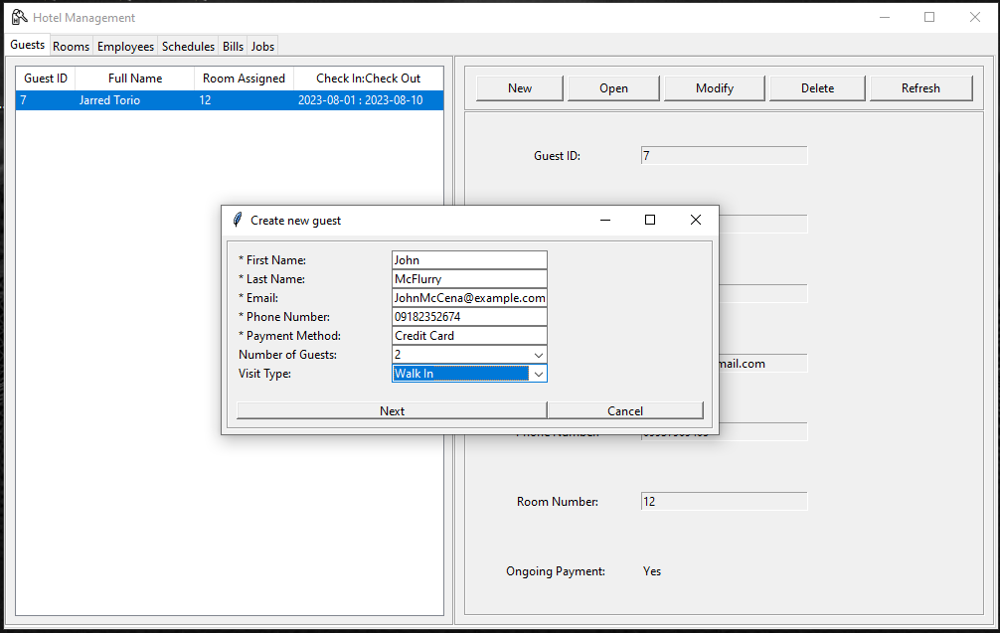 Hotel Management
Guests Rooms Employees Schedules Bills Jobs
Guest ID Full Name Room Assigned Check In:Check Out
7 Jarred Torio 12 2023-08-01 : 2023-08-10
New Open Modify Delete Refresh
Guest ID: 7
Create new guest
* First Name: John
* Last Name: McFlurry
* Email: JohnMcCena@example.com
* Phone Number: 09182352674
* Payment Method: Credit Card
Number of Guests: 2
Visit Type: Walk In
Next Cancel
mail.com
Phone Number:
Room Number: 12
Ongoing Payment: Yes